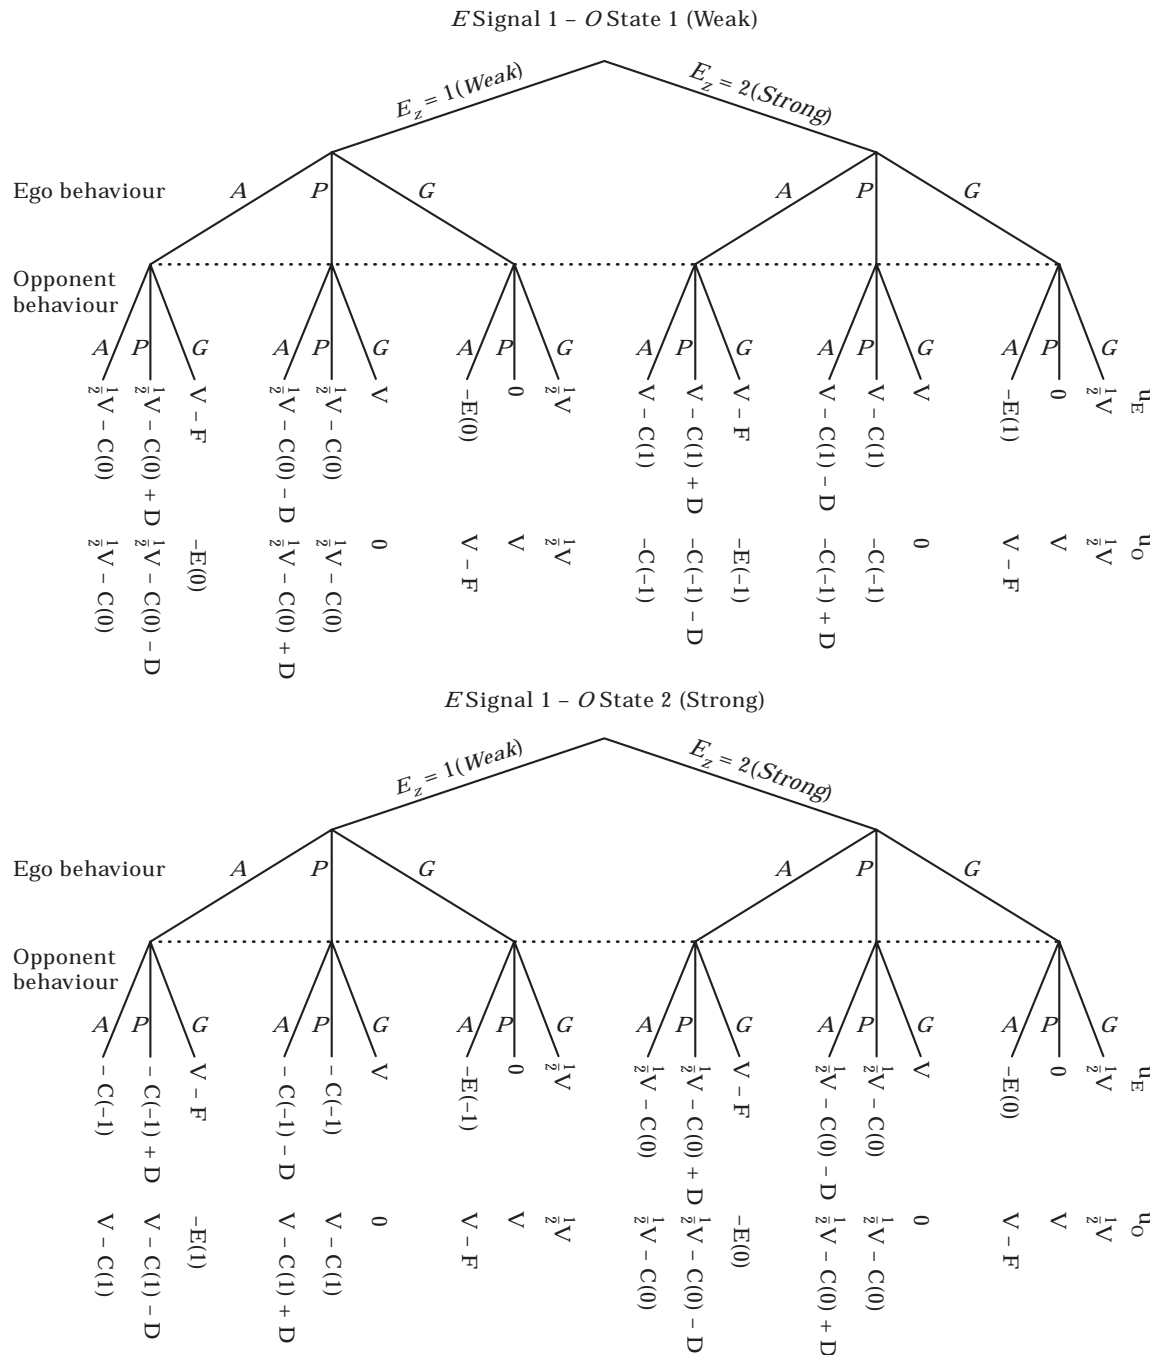 E Signal 1 – O State 1 (Weak)
E_z = 1(Weak) E_z = 2(Strong)
Ego behaviour A P G A P G
Opponent
behaviour
A P G A P G A P G A P G A P G A P G
½V – C(0) ½V – C(0) + D V – F ½V – C(0) – D ½V – C(0) V –E(0) 0 ½V V – C(1) V – C(1) + D V – F V – C(1) – D V – C(1) V –E(1) 0 ½V u_E
½V – C(0) ½V – C(0) – D –E(0) ½V – C(0) + D ½V – C(0) 0 V – F V ½V –C(–1) –C(–1) – D –E(–1) –C(–1) + D –C(–1) 0 V – F V ½V u_O
E Signal 1 – O State 2 (Strong)
E_z = 1(Weak) E_z = 2(Strong)
Ego behaviour A P G A P G
Opponent
behaviour
A P G A P G A P G A P G A P G A P G
– C(–1) – C(–1) + D V – F – C(–1) – D – C(–1) V –E(–1) 0 ½V ½V – C(0) ½V – C(0) + D V – F ½V – C(0) – D ½V – C(0) V –E(0) 0 ½V u_E
V – C(1) V – C(1) – D –E(1) V – C(1) + D V – C(1) 0 V – F V ½V ½V – C(0) ½V – C(0) – D –E(0) ½V – C(0) + D ½V – C(0) 0 V – F V ½V u_O